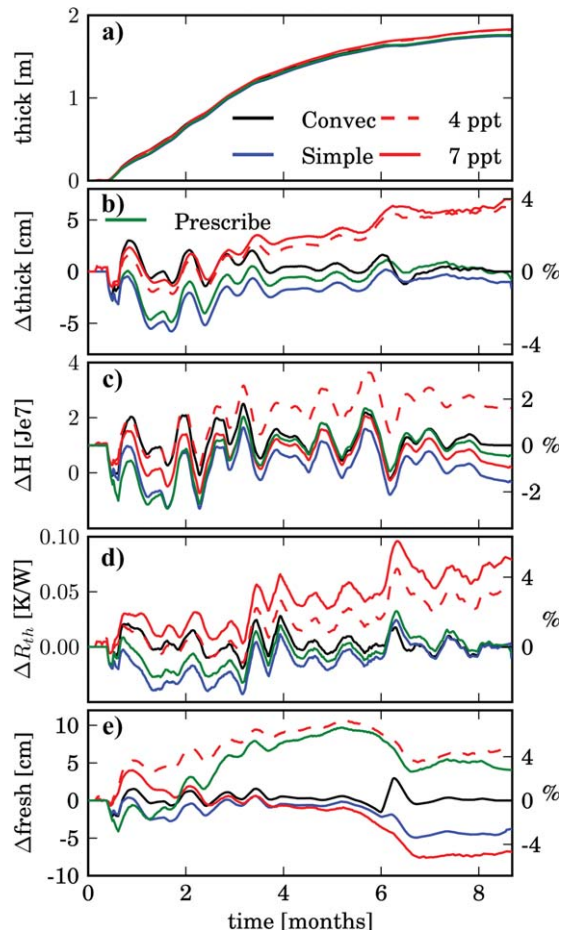 a)
2
1
0
thick [m]
Convec
4 ppt
Simple
7 ppt
b)
Prescribe
5
0
-5
Δthick [cm]
4
0
-4
%
c)
4
2
0
ΔH [Je7]
2
0
-2
%
d)
0.10
0.05
0.00
ΔR_th [K/W]
4
0
%
e)
10
5
0
-5
-10
Δfresh [cm]
4
0
-4
%
0 2 4 6 8
time [months]